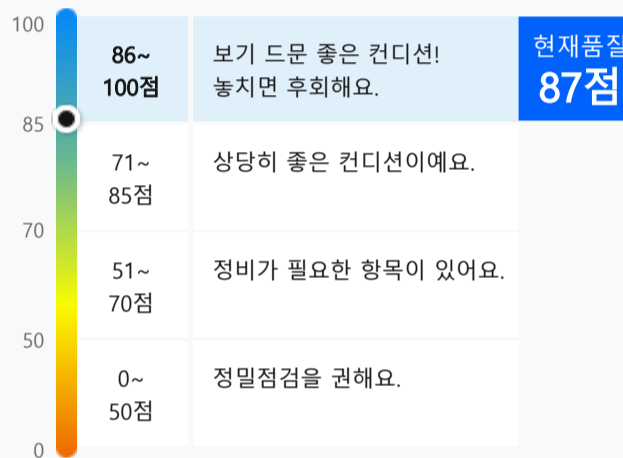 100
86~
100점
보기 드문 좋은 컨디션!
놓치면 후회해요.
현재품질
87점
85
71~
85점
상당히 좋은 컨디션이예요.
70
51~
70점
정비가 필요한 항목이 있어요.
50
0~
50점
정밀점검을 권해요.
0